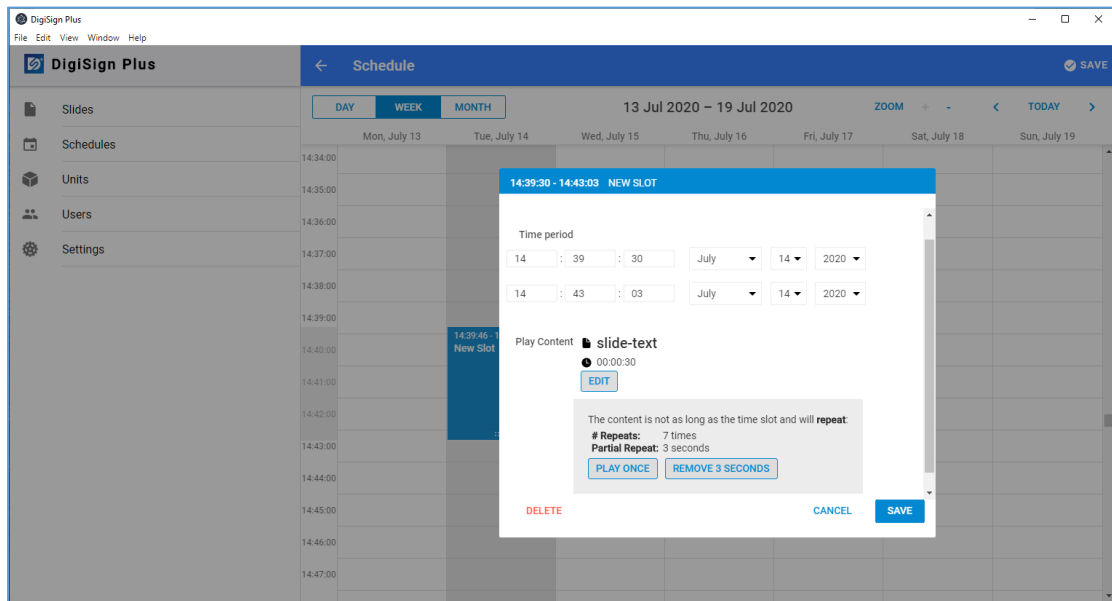 DigiSign Plus
File Edit View Window Help
DigiSign Plus
Schedule
SAVE
Slides
Schedules
Units
Users
Settings
DAY WEEK MONTH
13 Jul 2020 – 19 Jul 2020
ZOOM + - < TODAY >
Mon, July 13 Tue, July 14 Wed, July 15 Thu, July 16 Fri, July 17 Sat, July 18 Sun, July 19
14:34:00
14:35:00
14:36:00
14:37:00
14:38:00
14:39:00
14:40:00
14:41:00
14:42:00
14:43:00
14:44:00
14:45:00
14:46:00
14:47:00
14:39:46 - 1
New Slot
14:39:30 - 14:43:03 NEW SLOT
Time period
14 : 39 : 30 July 14 2020
14 : 43 : 03 July 14 2020
Play Content slide-text
00:00:30
EDIT
The content is not as long as the time slot and will repeat:
# Repeats: 7 times
Partial Repeat: 3 seconds
PLAY ONCE REMOVE 3 SECONDS
DELETE CANCEL SAVE